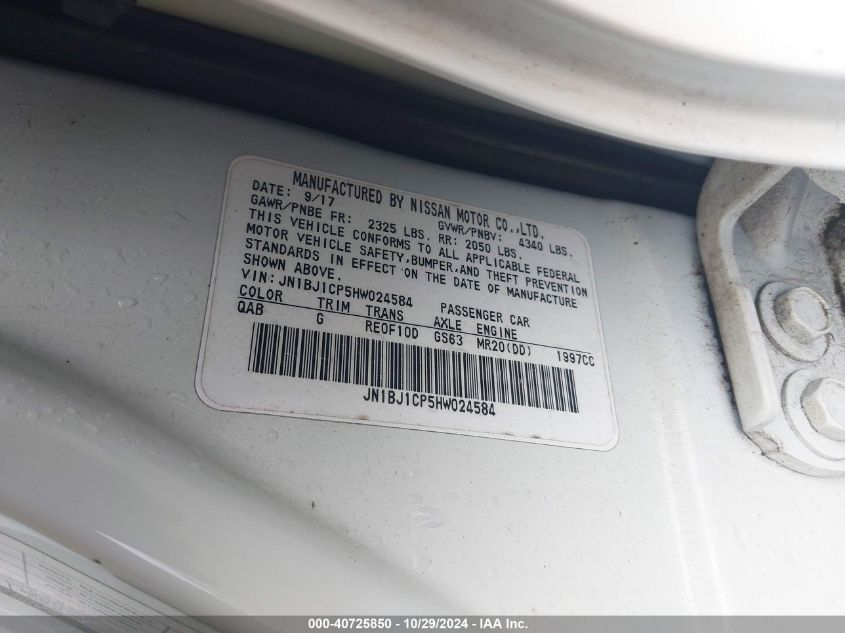 MANUFACTURED BY NISSAN MOTOR CO.,LTD.
DATE: 9/17 GVWR/PNBV: 4340 LBS.
GAWR/PNBE FR: 2325 LBS. RR: 2050 LBS.
THIS VEHICLE CONFORMS TO ALL APPLICABLE FEDERAL
MOTOR VEHICLE SAFETY,BUMPER,AND THEFT PREVENTION
STANDARDS IN EFFECT ON THE DATE OF MANUFACTURE
SHOWN ABOVE.
VIN: JN1BJ1CP5HW024584 PASSENGER CAR
COLOR TRIM TRANS AXLE ENGINE
QAB G RE0F10D GS63 MR20(DD) 1997CC
JN1BJ1CP5HW024584
000-40725850 - 10/29/2024 - IAA Inc.